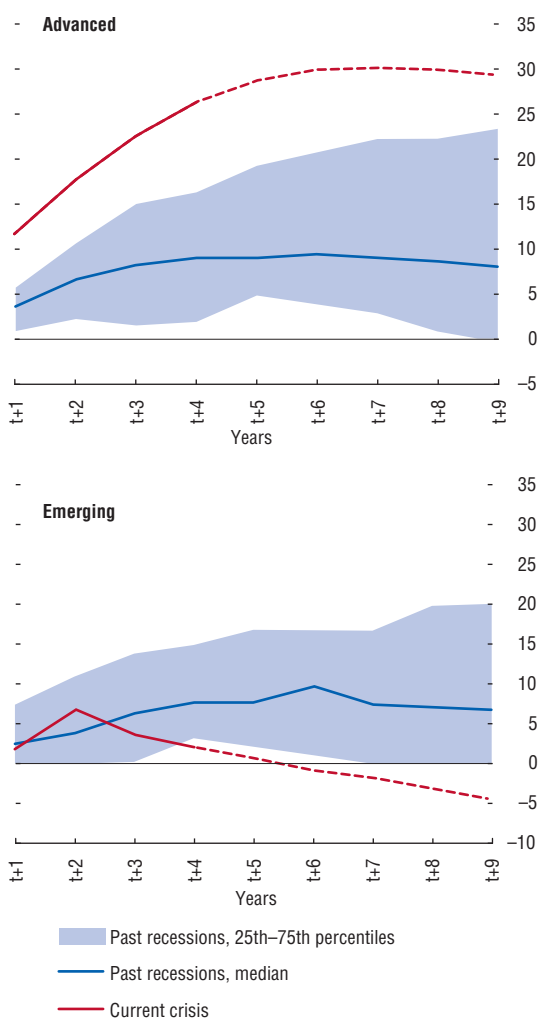 Advanced
35
30
25
20
15
10
5
0
–5
t+1
t+2
t+3
t+4
t+5
t+6
t+7
t+8
t+9
Years
Emerging
35
30
25
20
15
10
5
0
–5
–10
t+1
t+2
t+3
t+4
t+5
t+6
t+7
t+8
t+9
Years
Past recessions, 25th–75th percentiles
Past recessions, median
Current crisis